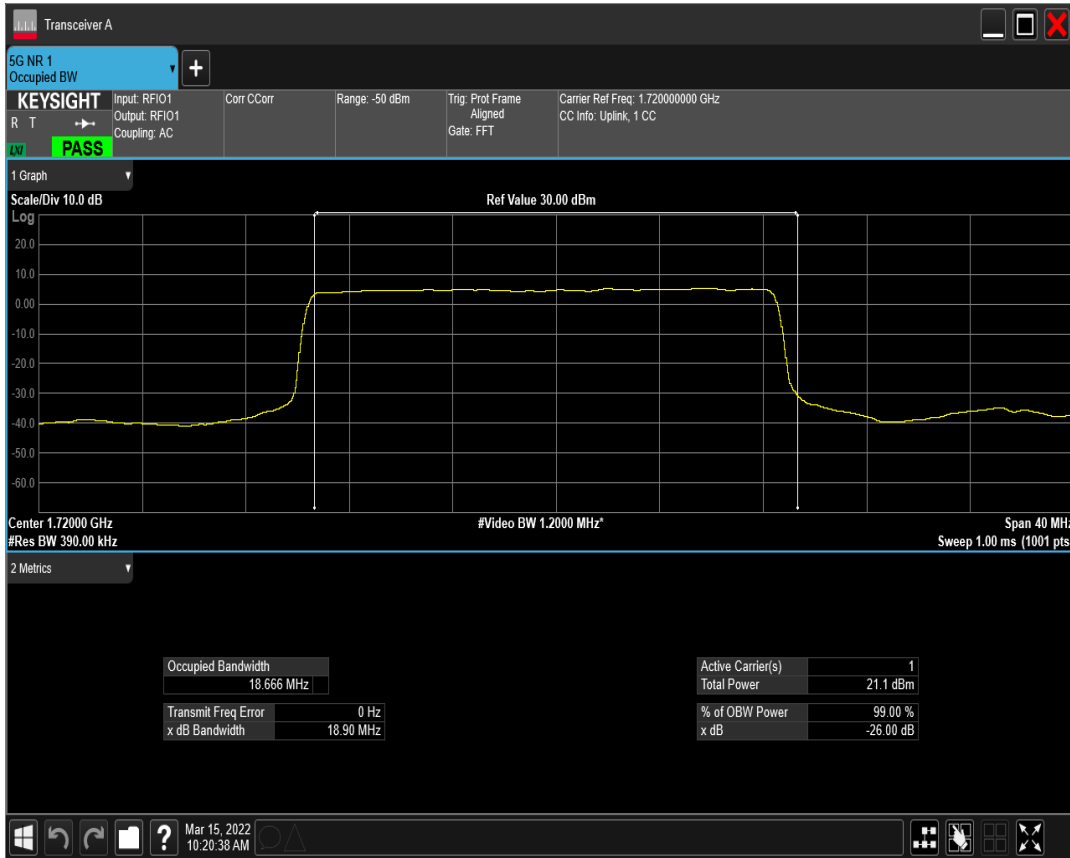 Transceiver A
5G NR 1
Occupied BW
KEYSIGHT
R T
LXI
PASS
Input: RFIO1
Output: RFIO1
Coupling: AC
Corr CCorr
Range: -50 dBm
Trig: Prot Frame
Aligned
Gate: FFT
Carrier Ref Freq: 1.720000000 GHz
CC Info: Uplink, 1 CC
1 Graph
Scale/Div 10.0 dB
Ref Value 30.00 dBm
Log
20.0
10.0
0.00
-10.0
-20.0
-30.0
-40.0
-50.0
-60.0
Center 1.72000 GHz
#Video BW 1.2000 MHz*
Span 40 MHz
#Res BW 390.00 kHz
Sweep 1.00 ms (1001 pts
2 Metrics
Occupied Bandwidth
18.666 MHz
Transmit Freq Error 0 Hz
x dB Bandwidth 18.90 MHz
Active Carrier(s) 1
Total Power 21.1 dBm
% of OBW Power 99.00 %
x dB -26.00 dB
?
Mar 15, 2022
10:20:38 AM